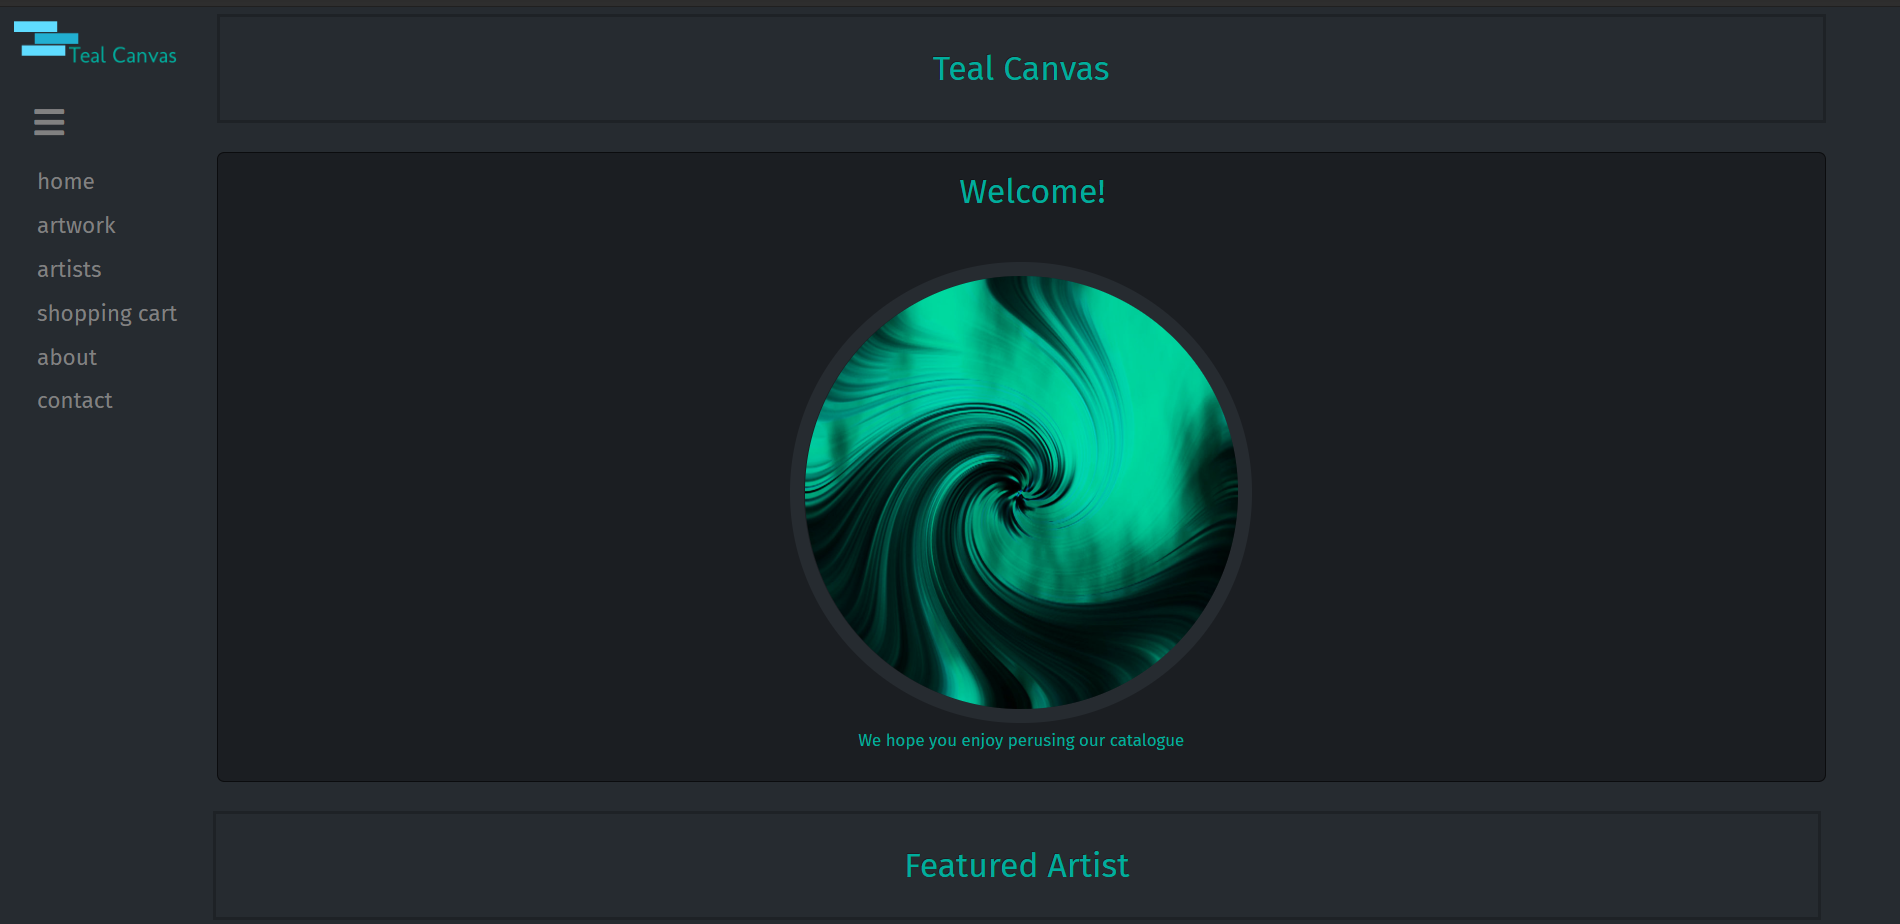 Teal Canvas
home
artwork
artists
shopping cart
about
contact
Teal Canvas
Welcome!
We hope you enjoy perusing our catalogue
Featured Artist